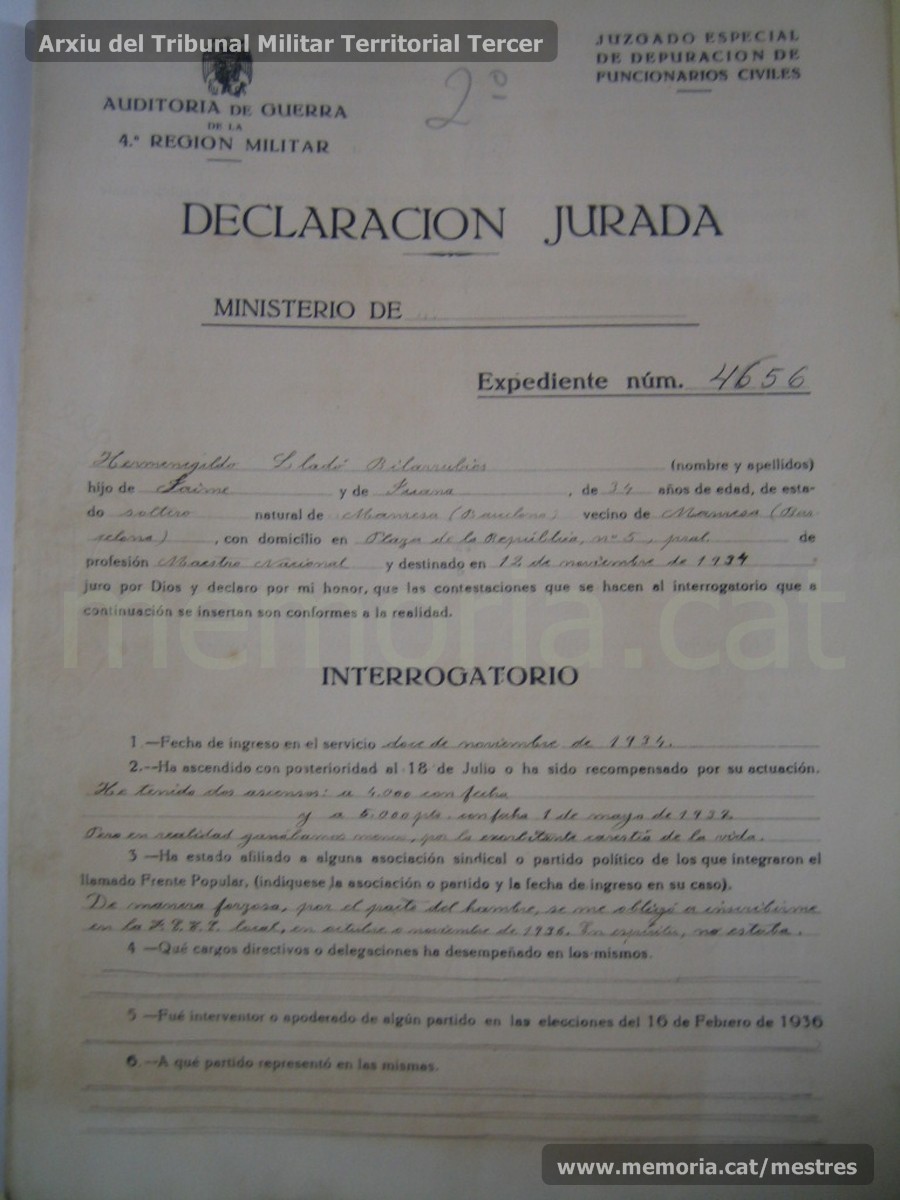 Arxiu del Tribunal Militar Territorial Tercer
AUDITORIA DE GUERRA
DE LA
4.ª REGION MILITAR
2º
JUZGADO ESPECIAL
DE DEPURACION DE
FUNCIONARIOS CIVILES
DECLARACION JURADA
MINISTERIO DE
Expediente núm. 4656
Hermenegildo Lladó Bilarrubias (nombre y apellidos)
hijo de Jaime y de Juana, de 34 años de edad, de esta-
do soltero natural de Manresa (Barcelona) vecino de Manresa (Bar-
celona), con domicilio en Plaza de la República, nº 5, pral. de
profesión Maestro Nacional y destinado en 12 de noviembre de 1934
juro por Dios y declaro por mi honor, que las contestaciones que se hacen al interrogatorio que a
continuación se insertan son conformes a la realidad.
memoria.cat
INTERROGATORIO
1.—Fecha de ingreso en el servicio doce de noviembre de 1934.
2.—Ha ascendido con posterioridad al 18 de Julio o ha sido recompensado por su actuación.
He tenido dos ascensos: a 4.000 con fecha
y a 5.000 pts. con fecha 1 de mayo de 1937.
Pero en realidad ganábamos menos, por la exorbitante carestía de la vida.
3 —Ha estado afiliado a alguna asociación sindical o partido político de los que integraron el
llamado Frente Popular, (indíquese la asociación o partido y la fecha de ingreso en su caso).
De manera forzosa, por el pacto del hambre, se me obligó a inscribirme
en la F.E.T.E. local, en octubre o noviembre de 1936. En espíritu, no estaba.
4 —Qué cargos directivos o delegaciones ha desempeñado en los mismos.
5 —Fué interventor o apoderado de algún partido en las elecciones del 16 de Febrero de 1936
6.—A qué partido representó en las mismas.
www.memoria.cat/mestres